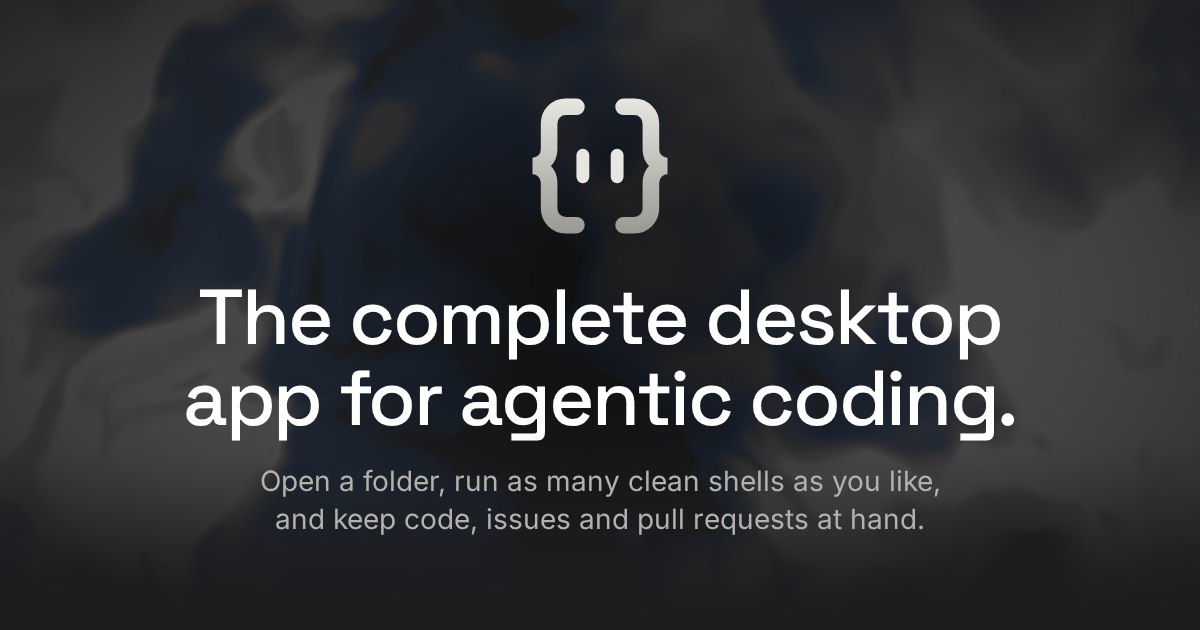 The complete desktop
app for agentic coding.
Open a folder, run as many clean shells as you like,
and keep code, issues and pull requests at hand.